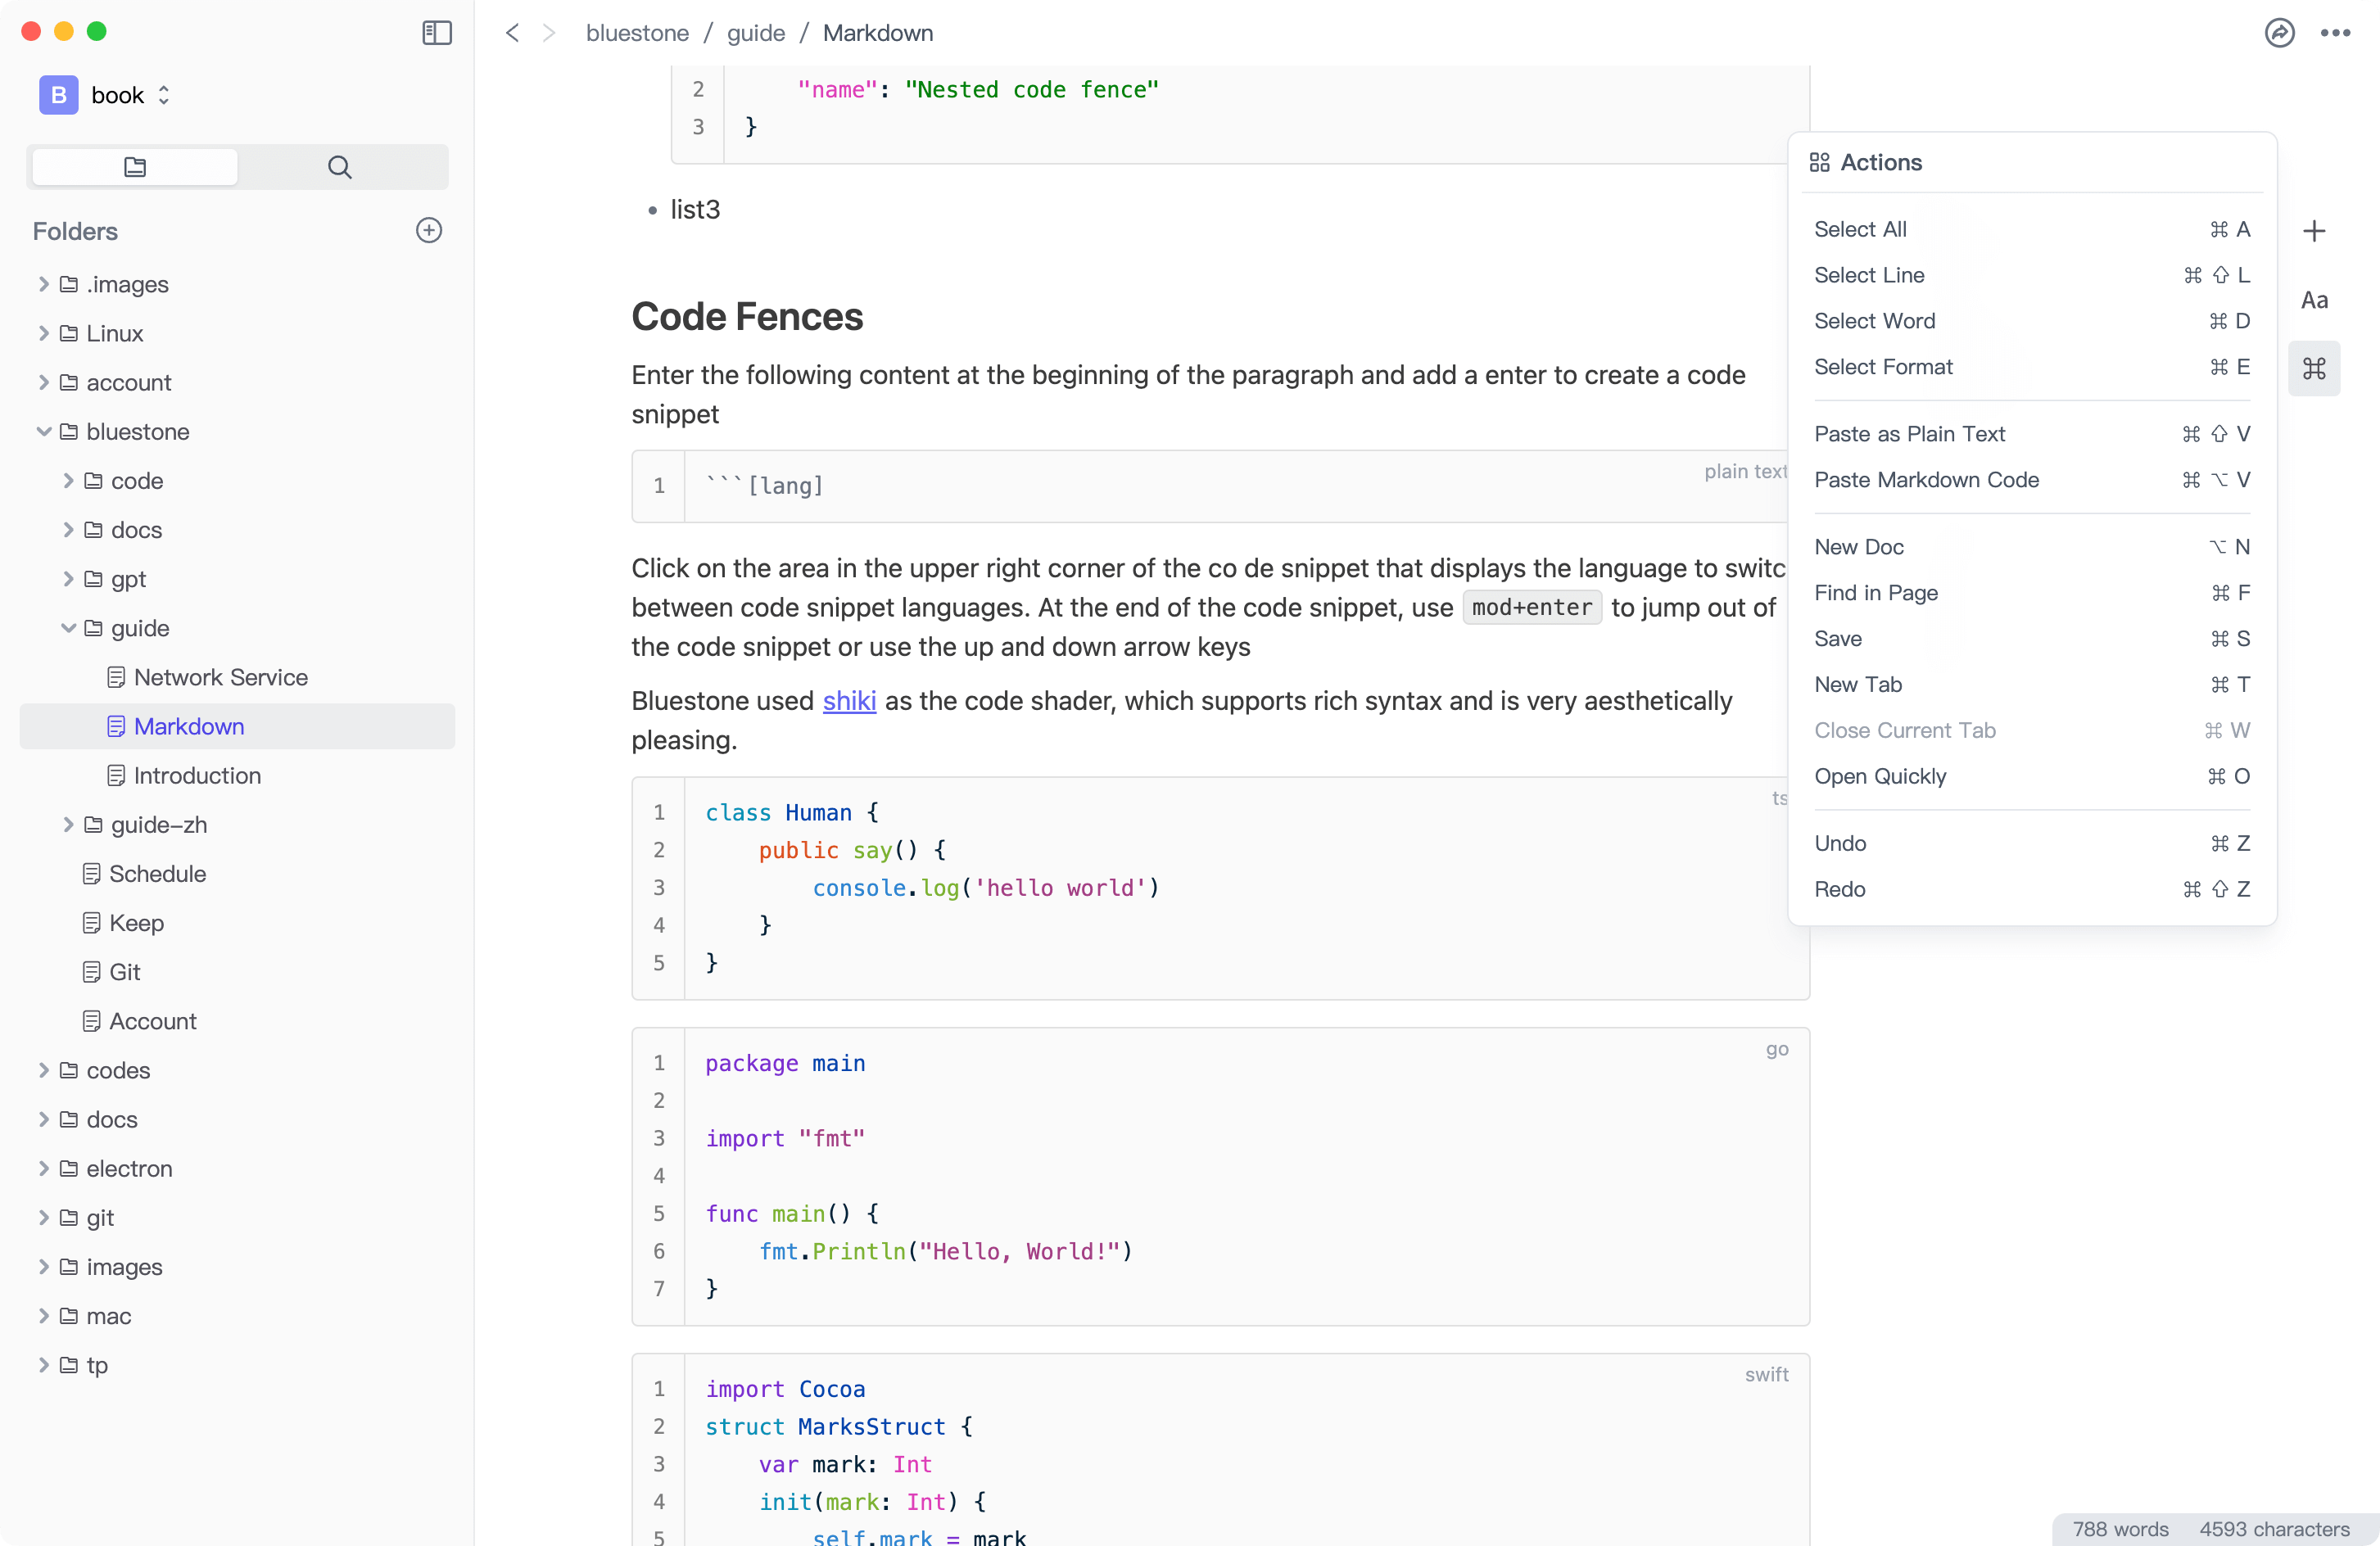 B book
Folders
.images
Linux
account
bluestone
code
docs
gpt
guide
Network Service
Markdown
Introduction
guide-zh
Schedule
Keep
Git
Account
codes
docs
electron
git
images
mac
tp
bluestone / guide / Markdown
2 "name": "Nested code fence"
3 }
• list3
Code Fences
Enter the following content at the beginning of the paragraph and add a enter to create a code
snippet
plain text
1 ```[lang]
Click on the area in the upper right corner of the co de snippet that displays the language to switc
between code snippet languages. At the end of the code snippet, use mod+enter to jump out of
the code snippet or use the up and down arrow keys
Bluestone used shiki as the code shader, which supports rich syntax and is very aesthetically
pleasing.
ts
1 class Human {
2 public say() {
3 console.log('hello world')
4 }
5 }
go
1 package main
2
3 import "fmt"
4
5 func main() {
6 fmt.Println("Hello, World!")
7 }
swift
1 import Cocoa
2 struct MarksStruct {
3 var mark: Int
4 init(mark: Int) {
5 self.mark = mark
Actions
Select All ⌘ A
Select Line ⌘ ⇧ L
Select Word ⌘ D
Select Format ⌘ E
Paste as Plain Text ⌘ ⇧ V
Paste Markdown Code ⌘ ⌥ V
New Doc ⌥ N
Find in Page ⌘ F
Save ⌘ S
New Tab ⌘ T
Close Current Tab ⌘ W
Open Quickly ⌘ O
Undo ⌘ Z
Redo ⌘ ⇧ Z
Aa
⌘
788 words 4593 characters